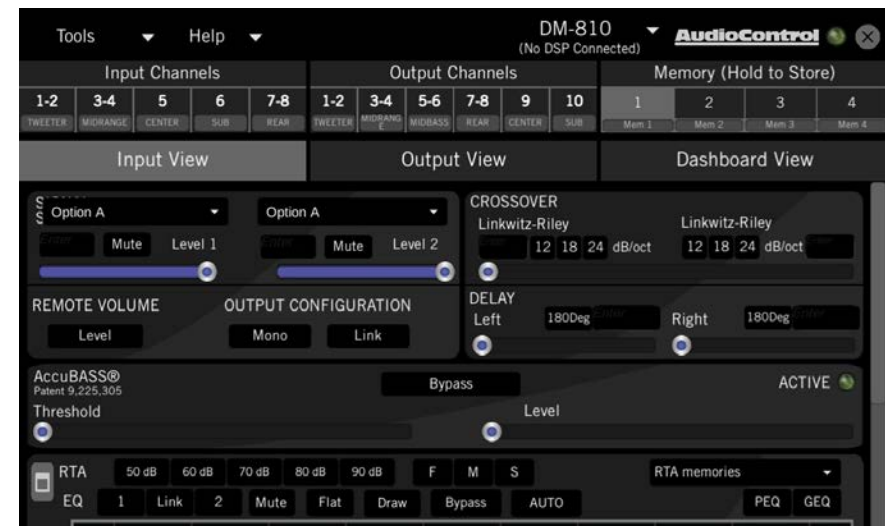 Tools Help DM-810 AudioControl
(No DSP Connected)
Input Channels Output Channels Memory (Hold to Store)
1-2 3-4 5 6 7-8 1-2 3-4 5-6 7-8 9 10 1 2 3 4
TWEETER MIDRANGE CENTER SUB REAR TWEETER MIDRANG E MIDBASS REAR CENTER SUB Mem 1 Mem 2 Mem 3 Mem 4
Input View Output View Dashboard View
Option A Option A CROSSOVER
Linkwitz-Riley Linkwitz-Riley
Enter Mute Level 1 Enter Mute Level 2 12 18 24 dB/oct 12 18 24 dB/oct
REMOTE VOLUME OUTPUT CONFIGURATION DELAY
Level Mono Link Left 180Deg Enter Right 180Deg Enter
AccuBASS® Bypass ACTIVE
Patent 9,225,305
Threshold Level
RTA 50 dB 60 dB 70 dB 80 dB 90 dB F M S RTA memories
EQ 1 Link 2 Mute Flat Draw Bypass AUTO PEQ GEQ